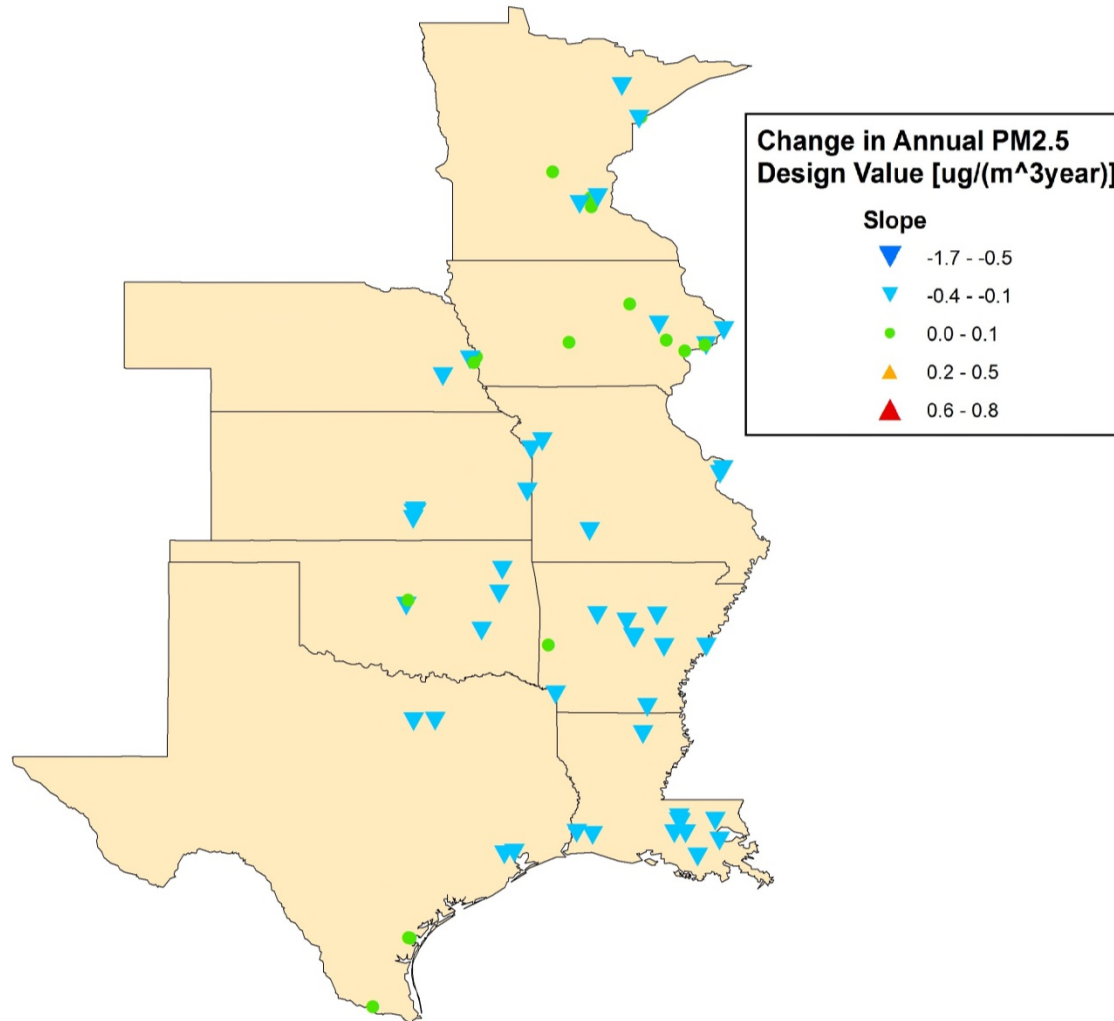 Change in Annual PM2.5
Design Value [ug/(m^3year)]
Slope
-1.7 - -0.5
-0.4 - -0.1
0.0 - 0.1
0.2 - 0.5
0.6 - 0.8